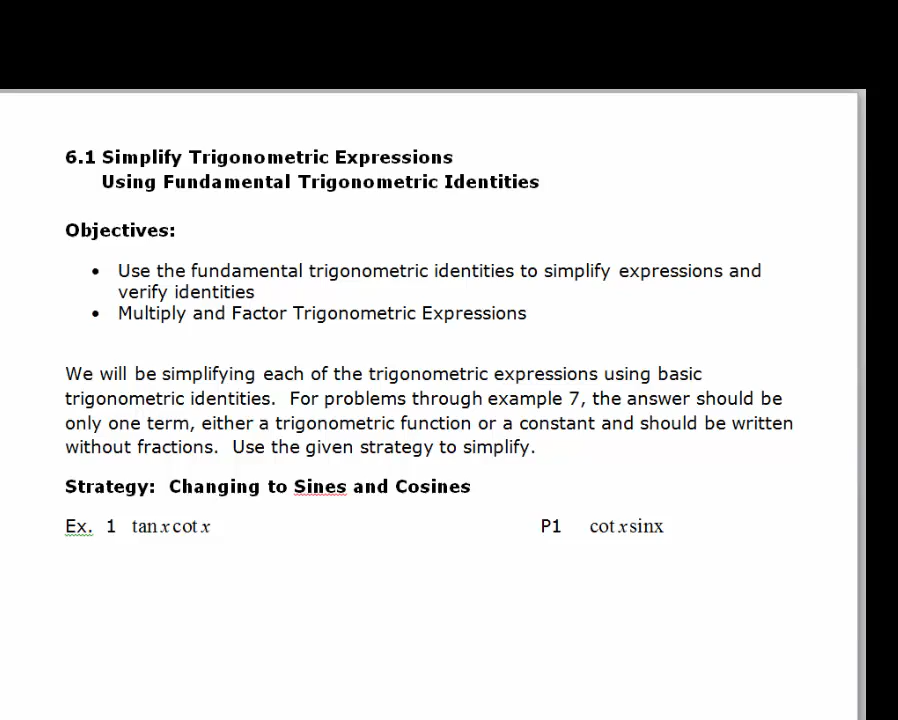 6.1 Simplify Trigonometric Expressions
Using Fundamental Trigonometric Identities
Objectives:
• Use the fundamental trigonometric identities to simplify expressions and
verify identities
• Multiply and Factor Trigonometric Expressions
We will be simplifying each of the trigonometric expressions using basic
trigonometric identities. For problems through example 7, the answer should be
only one term, either a trigonometric function or a constant and should be written
without fractions. Use the given strategy to simplify.
Strategy: Changing to Sines and Cosines
Ex. 1 tan x cot x P1 cot x sinx